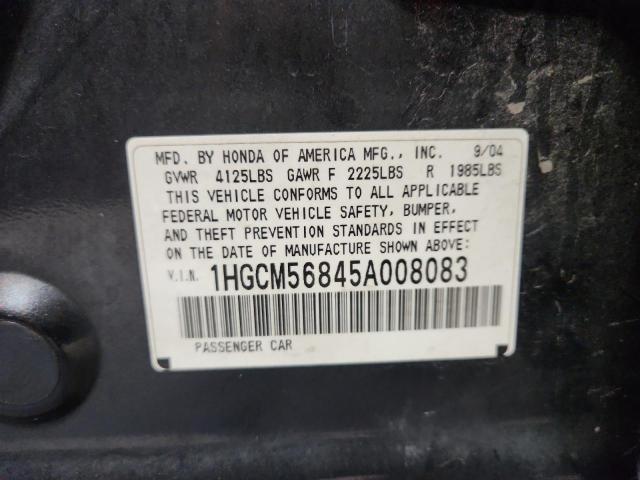 MFD. BY HONDA OF AMERICA MFG., INC. 9/04
GVWR 4125LBS GAWR F 2225LBS R 1985LBS
THIS VEHICLE CONFORMS TO ALL APPLICABLE
FEDERAL MOTOR VEHICLE SAFETY, BUMPER,
AND THEFT PREVENTION STANDARDS IN EFFECT
ON THE DATE OF MANUFACTURE SHOWN ABOVE:
V.I.N. 1HGCM56845A008083
PASSENGER CAR